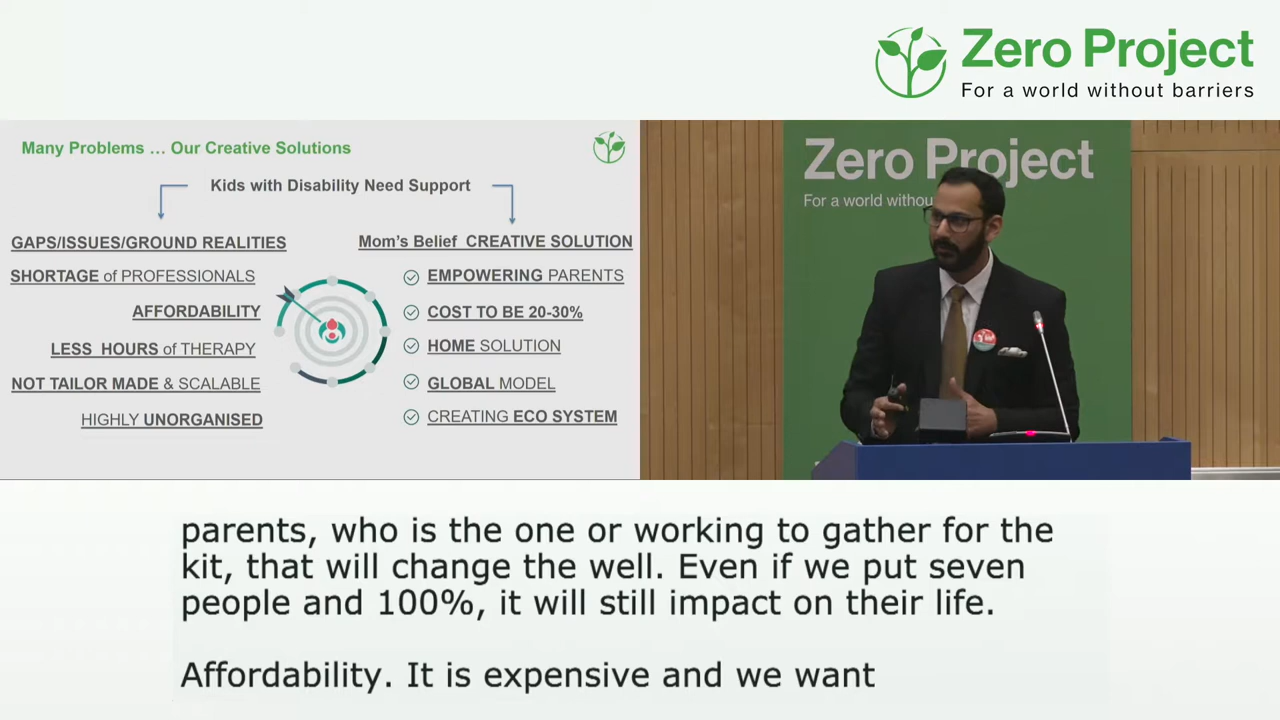 Zero Project
For a world without barriers
Many Problems ... Our Creative Solutions
Kids with Disability Need Support
GAPS/ISSUES/GROUND REALITIES
SHORTAGE of PROFESSIONALS
AFFORDABILITY
LESS HOURS of THERAPY
NOT TAILOR MADE & SCALABLE
HIGHLY UNORGANISED
Mom's Belief CREATIVE SOLUTION
EMPOWERING PARENTS
COST TO BE 20-30%
HOME SOLUTION
GLOBAL MODEL
CREATING ECO SYSTEM
Zero Project
For a world withou
parents, who is the one or working to gather for the
kit, that will change the well. Even if we put seven
people and 100%, it will still impact on their life.
Affordability. It is expensive and we want